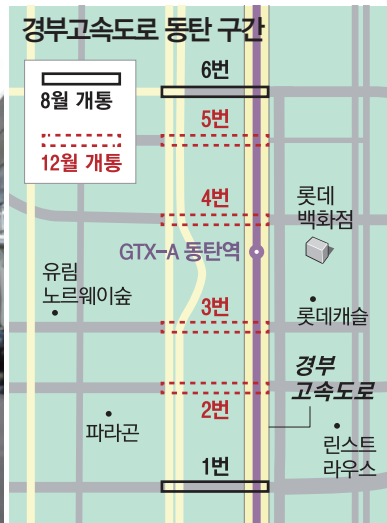 경부고속도로 동탄 구간
8월 개통
12월 개통
6번
5번
4번
롯데
백화점
GTX-A 동탄역
유림
노르웨이숲
3번
롯데캐슬
경부
고속도로
2번
파라곤
린스트
라우스
1번